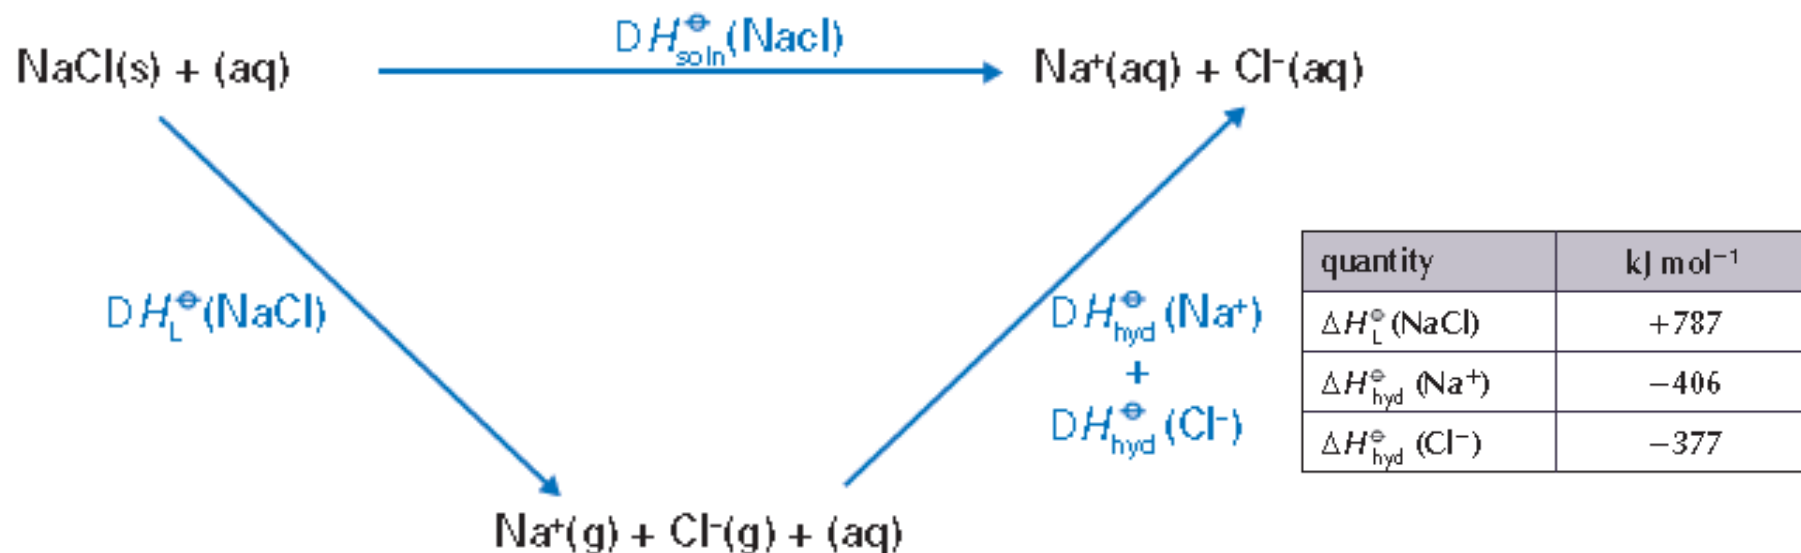 DH⦵soln(Nacl)
NaCl(s) + (aq)
Na⁺(aq) + Cl⁻(aq)
DH⦵L(NaCl)
DH⦵hyd(Na⁺)
+
DH⦵hyd(Cl⁻)
quantity kJ mol⁻¹
ΔH⦵L(NaCl) +787
ΔH⦵hyd (Na⁺) −406
ΔH⦵hyd (Cl⁻) −377
Na⁺(g) + Cl⁻(g) + (aq)